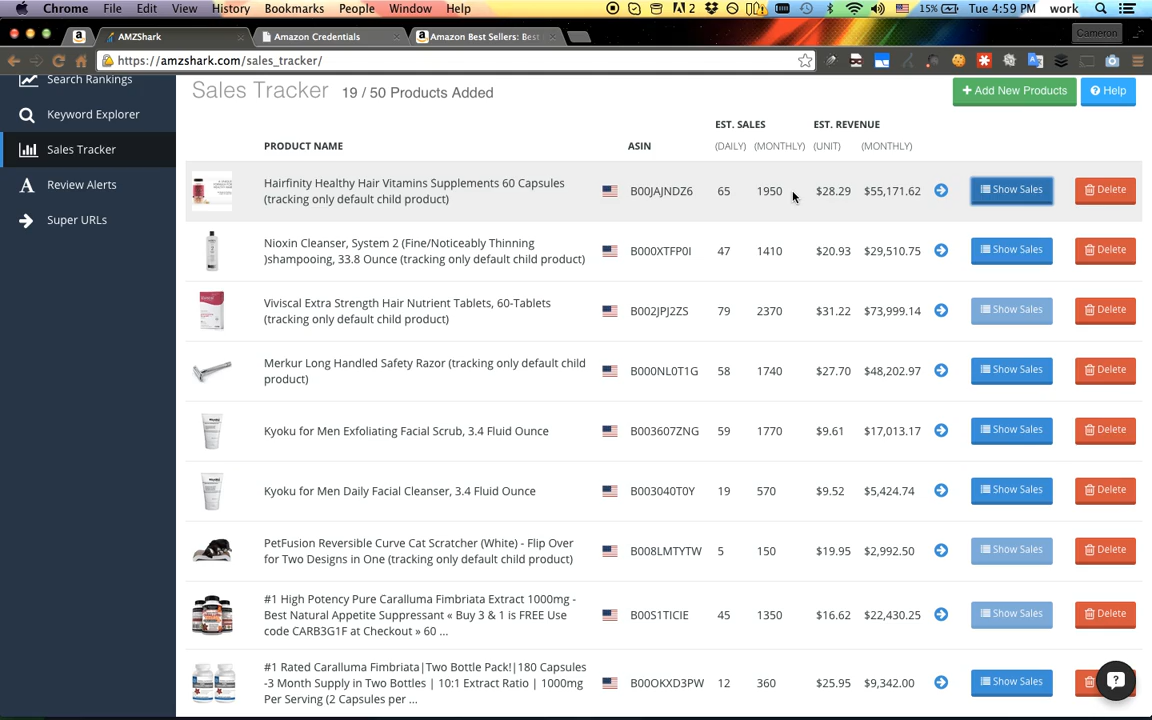 Chrome File Edit View History Bookmarks People Window Help
2 15% Tue 4:59 PM work
AMZShark Amazon Credentials Amazon Best Sellers: Best Cameron
https://amzshark.com/sales_tracker/
Search Rankings
Keyword Explorer
Sales Tracker
Review Alerts
Super URLs
Sales Tracker 19 / 50 Products Added
Add New Products Help
EST. SALES EST. REVENUE
PRODUCT NAME ASIN (DAILY) (MONTHLY) (UNIT) (MONTHLY)
Hairfinity Healthy Hair Vitamins Supplements 60 Capsules
(tracking only default child product)
B00JAJNDZ6 65 1950 $28.29 $55,171.62 Show Sales Delete
Nioxin Cleanser, System 2 (Fine/Noticeably Thinning
)shampooing, 33.8 Ounce (tracking only default child product)
B000XTFP0I 47 1410 $20.93 $29,510.75 Show Sales Delete
Viviscal Extra Strength Hair Nutrient Tablets, 60-Tablets
(tracking only default child product)
B002JPJ2ZS 79 2370 $31.22 $73,999.14 Show Sales Delete
Merkur Long Handled Safety Razor (tracking only default child
product)
B000NL0T1G 58 1740 $27.70 $48,202.97 Show Sales Delete
Kyoku for Men Exfoliating Facial Scrub, 3.4 Fluid Ounce B003607ZNG 59 1770 $9.61 $17,013.17 Show Sales Delete
Kyoku for Men Daily Facial Cleanser, 3.4 Fluid Ounce B003040T0Y 19 570 $9.52 $5,424.74 Show Sales Delete
PetFusion Reversible Curve Cat Scratcher (White) - Flip Over
for Two Designs in One (tracking only default child product)
B008LMTYTW 5 150 $19.95 $2,992.50 Show Sales Delete
#1 High Potency Pure Caralluma Fimbriata Extract 1000mg -
Best Natural Appetite Suppressant « Buy 3 & 1 is FREE Use
code CARB3G1F at Checkout » 60 ...
B00S1TICIE 45 1350 $16.62 $22,430.25 Show Sales Delete
#1 Rated Caralluma Fimbriata|Two Bottle Pack!|180 Capsules
-3 Month Supply in Two Bottles | 10:1 Extract Ratio | 1000mg
Per Serving (2 Capsules per ...
B00OKXD3PW 12 360 $25.95 $9,342.00 Show Sales